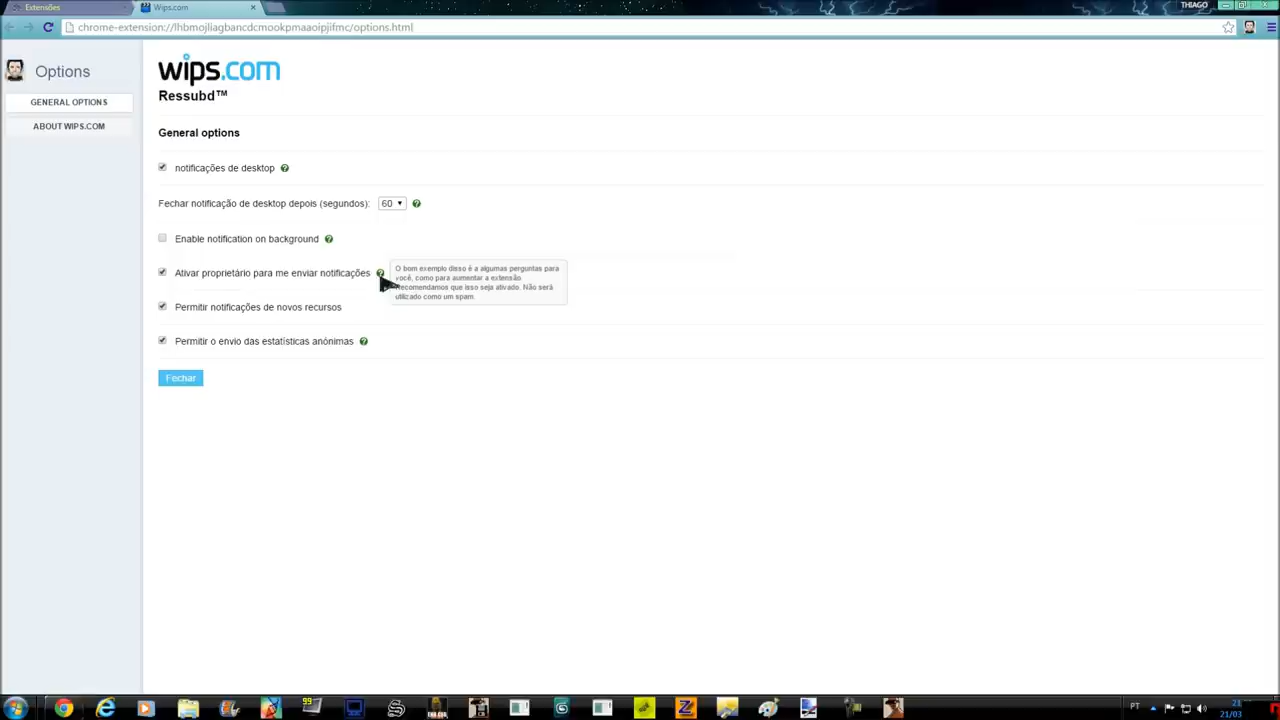 Extensões
Wips.com
THIAGO
chrome-extension://lhbmojliagbancdcmookpmaaoipjifmc/options.html
Options
GENERAL OPTIONS
ABOUT WIPS.COM
wips.com
Ressubd™
General options
notificações de desktop
Fechar notificação de desktop depois (segundos): 60
Enable notification on background
Ativar proprietário para me enviar notificações
O bom exemplo disso é a algumas perguntas para
você, como para aumentar a extensão
Recomendamos que isso seja ativado. Não será
utilizado como um spam.
Permitir notificações de novos recursos
Permitir o envio das estatísticas anónimas
Fechar
PT
21/03